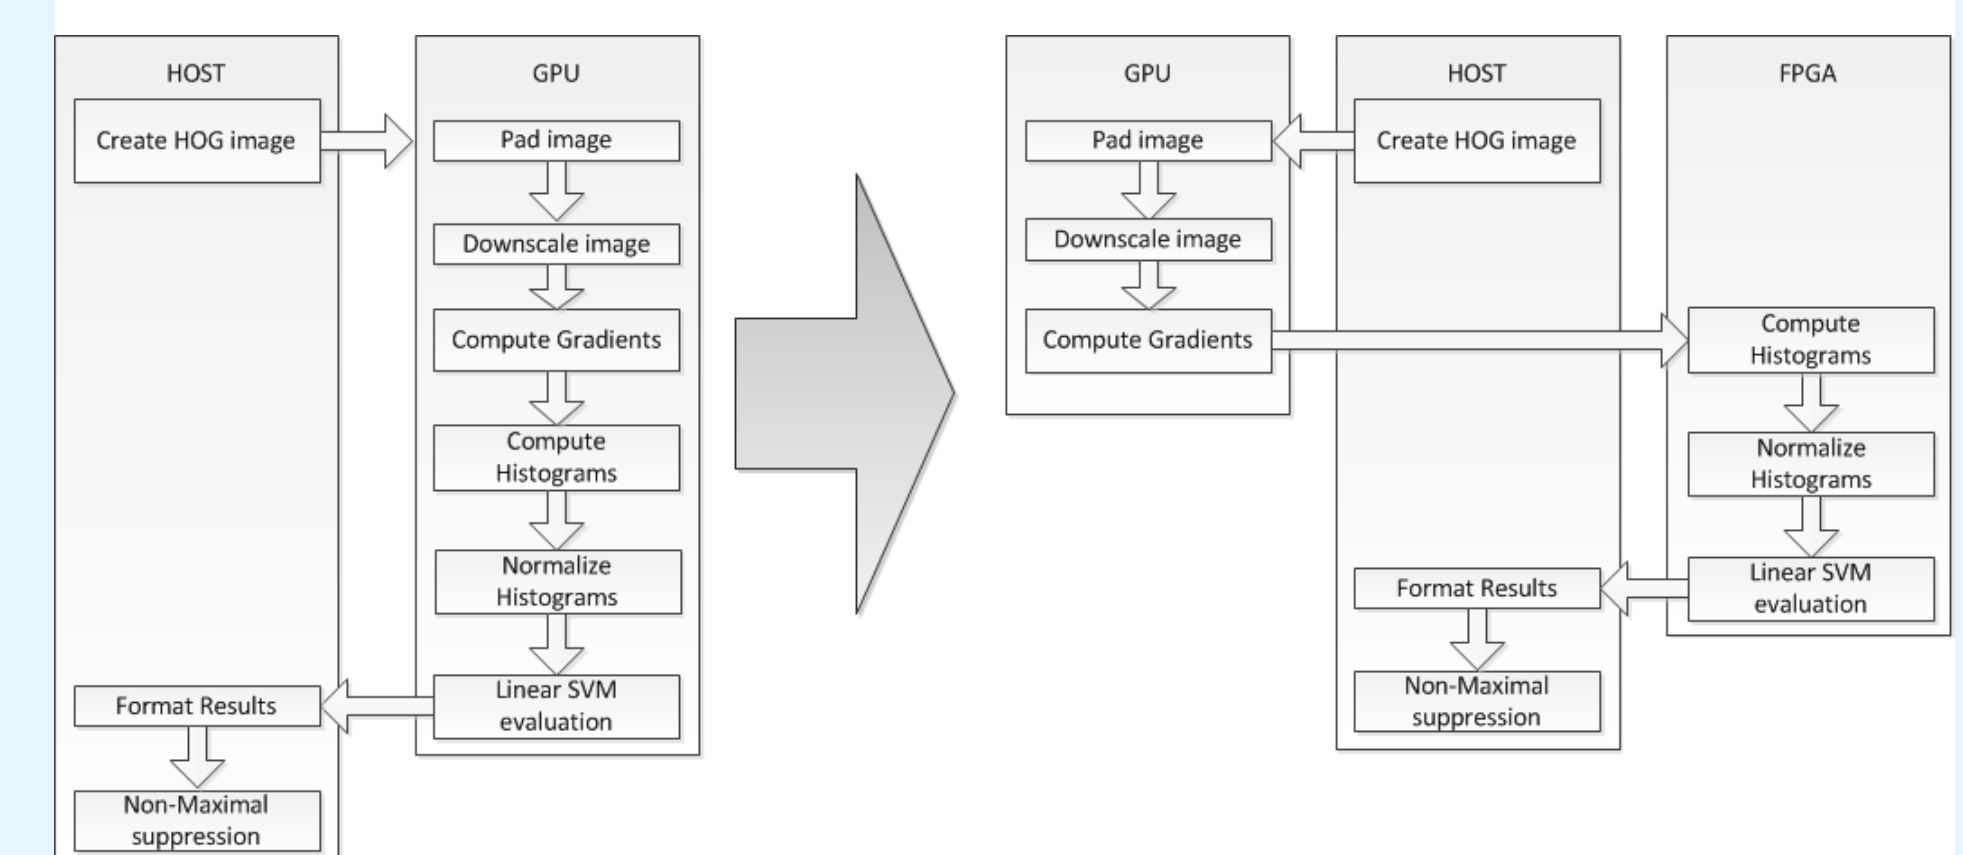 HOST
Create HOG image
Format Results
Non-Maximal
suppression
GPU
Pad image
Downscale image
Compute Gradients
Compute
Histograms
Normalize
Histograms
Linear SVM
evaluation
GPU
Pad image
Downscale image
Compute Gradients
HOST
Create HOG image
Format Results
Non-Maximal
suppression
FPGA
Compute
Histograms
Normalize
Histograms
Linear SVM
evaluation